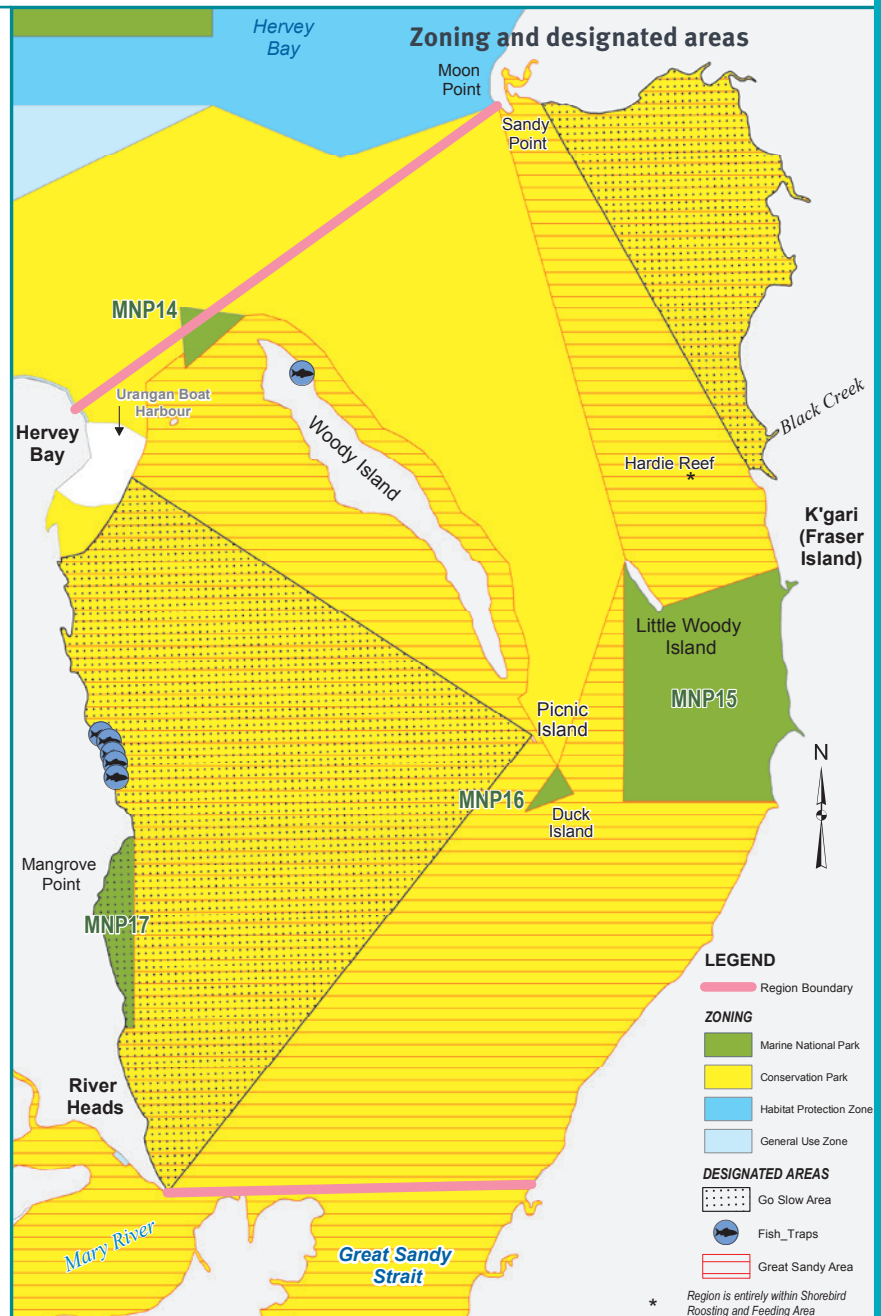 Zoning and designated areas
Hervey
Bay
Moon
Point
Sandy
Point
MNP14
Urangan Boat
Harbour
Hervey
Bay
Woody Island
Black Creek
Hardie Reef
*
K'gari
(Fraser
Island)
Little Woody
Island
MNP15
Picnic
Island
MNP16
Duck
Island
N
Mangrove
Point
MNP17
River
Heads
Mary River
Great Sandy
Strait
LEGEND
Region Boundary
ZONING
Marine National Park
Conservation Park
Habitat Protection Zone
General Use Zone
DESIGNATED AREAS
Go Slow Area
Fish_Traps
Great Sandy Area
* Region is entirely within Shorebird
Roosting and Feeding Area